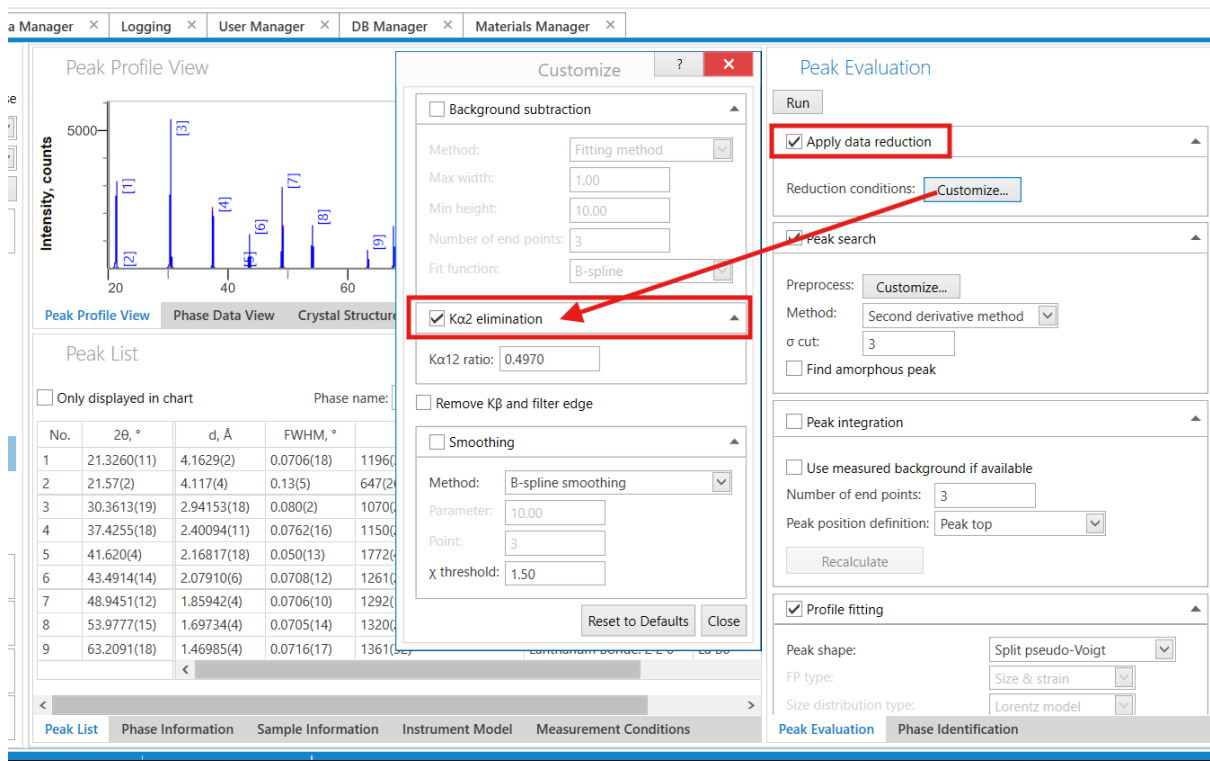 a Manager × Logging × User Manager × DB Manager × Materials Manager ×
Peak Profile View
Intensity, counts
5000
[1]
[2]
[3]
[4]
[5]
[6]
[7]
[8]
[9]
20 40 60
Peak Profile View Phase Data View Crystal Structure
Peak List
Only displayed in chart Phase name:
No. 2θ, ° d, Å FWHM, °
1 21.3260(11) 4.1629(2) 0.0706(18) 1196(
2 21.57(2) 4.117(4) 0.13(5) 647(2
3 30.3613(19) 2.94153(18) 0.080(2) 1070(
4 37.4255(18) 2.40094(11) 0.0762(16) 1150(
5 41.620(4) 2.16817(18) 0.050(13) 1772(
6 43.4914(14) 2.07910(6) 0.0708(12) 1261(
7 48.9451(12) 1.85942(4) 0.0706(10) 1292(
8 53.9777(15) 1.69734(4) 0.0705(14) 1320(
9 63.2091(18) 1.46985(4) 0.0716(17) 1361(
Peak List Phase Information Sample Information Instrument Model Measurement Conditions
Customize ? ×
Background subtraction
Method: Fitting method
Max width: 1.00
Min height: 10.00
Number of end points: 3
Fit function: B-spline
Kα2 elimination
Kα12 ratio: 0.4970
Remove Kβ and filter edge
Smoothing
Method: B-spline smoothing
Parameter: 10.00
Point: 3
χ threshold: 1.50
Reset to Defaults Close
Peak Evaluation
Run
Apply data reduction
Reduction conditions: Customize...
Peak search
Preprocess: Customize...
Method: Second derivative method
σ cut: 3
Find amorphous peak
Peak integration
Use measured background if available
Number of end points: 3
Peak position definition: Peak top
Recalculate
Profile fitting
Peak shape: Split pseudo-Voigt
FP type: Size & strain
Size distribution type: Lorentz model
Peak Evaluation Phase Identification